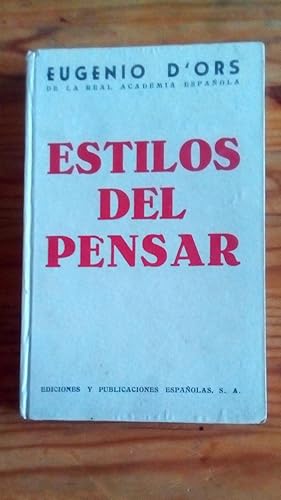 EUGENIO D'ORS
DE LA REAL ACADEMIA ESPAÑOLA
ESTILOS
DEL
PENSAR
EDICIONES Y PUBLICACIONES ESPAÑOLAS, S. A.